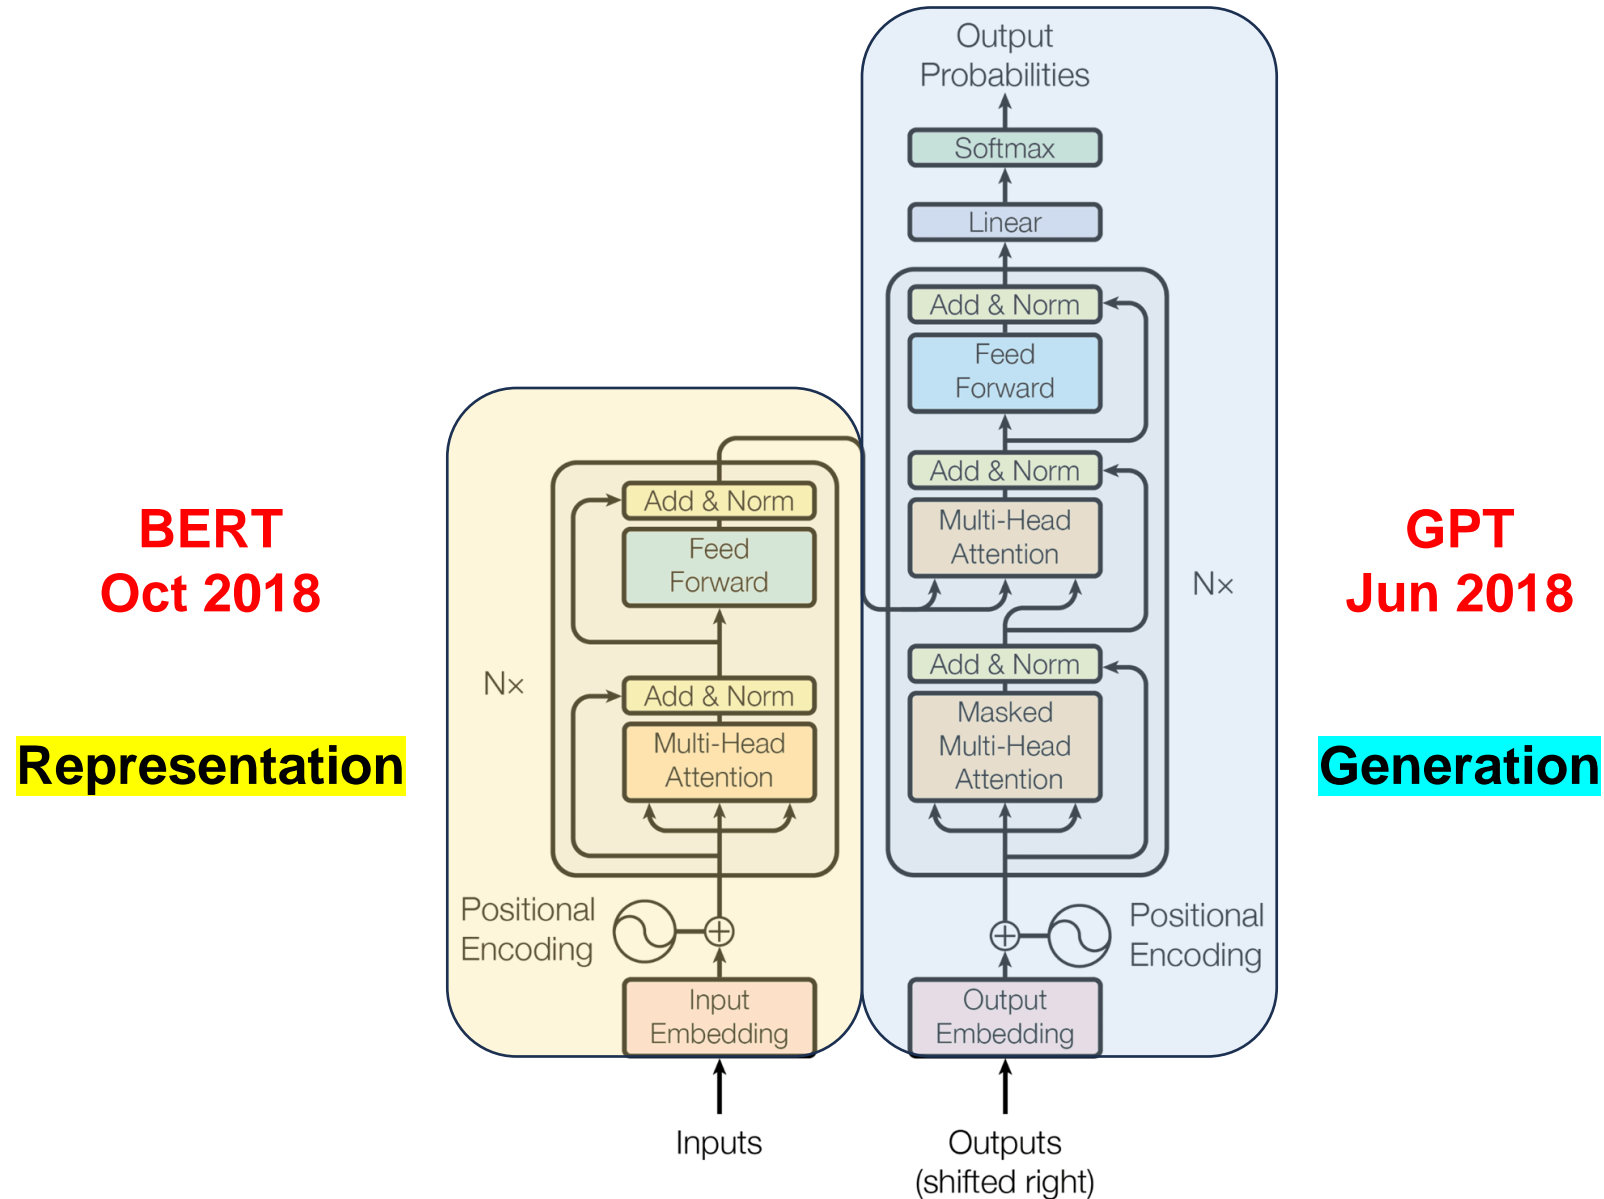 BERT
Oct 2018
Representation
Nx
Add & Norm
Feed
Forward
Add & Norm
Multi-Head
Attention
Positional
Encoding
Input
Embedding
Inputs
Output
Probabilities
Softmax
Linear
Add & Norm
Feed
Forward
Add & Norm
Multi-Head
Attention
Nx
Add & Norm
Masked
Multi-Head
Attention
Positional
Encoding
Output
Embedding
Outputs
(shifted right)
GPT
Jun 2018
Generation